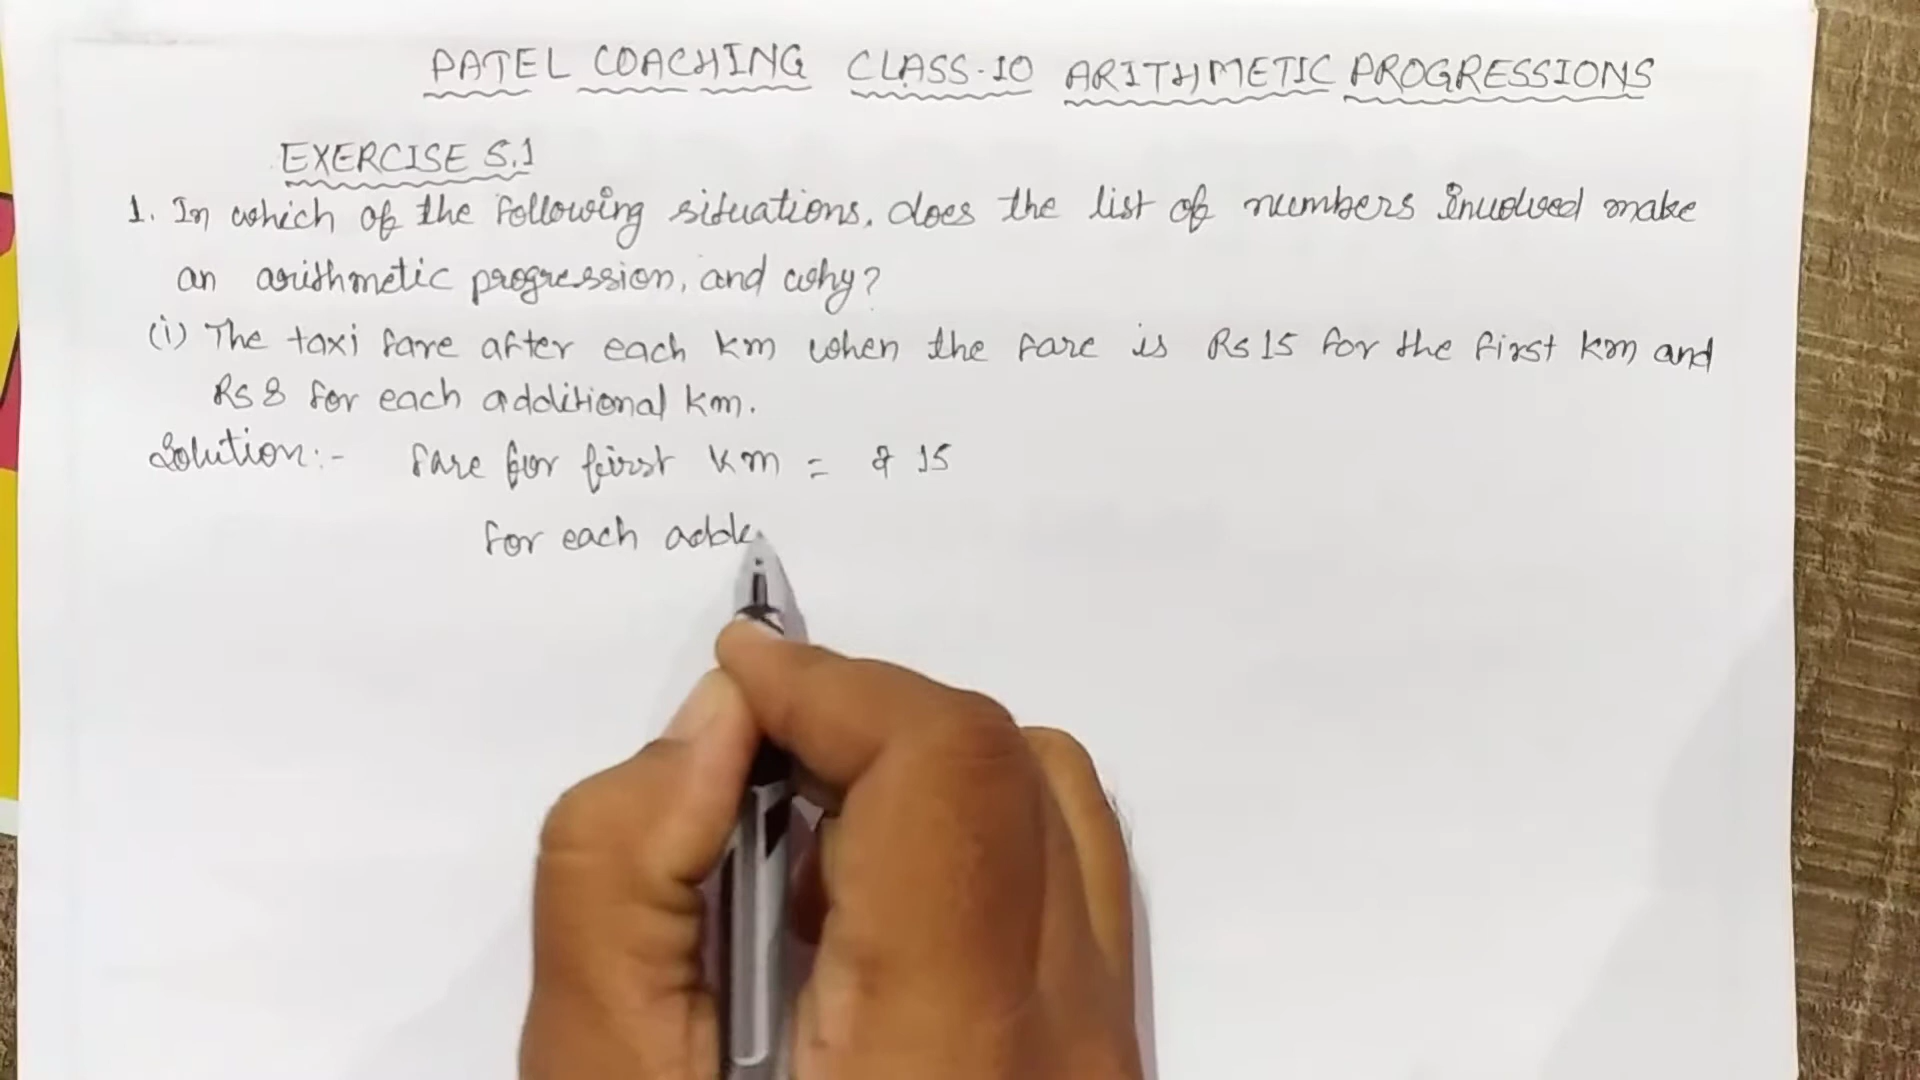 PATEL COACHING CLASS-10 ARITHMETIC PROGRESSIONS
EXERCISE 5.1
1. In which of the following situations, does the list of numbers involved make
an arithmetic progression, and why?
(i) The taxi fare after each km when the fare is Rs 15 for the first km and
Rs 8 for each additional km.
Solution:- fare for first km = ₹ 15
for each adde